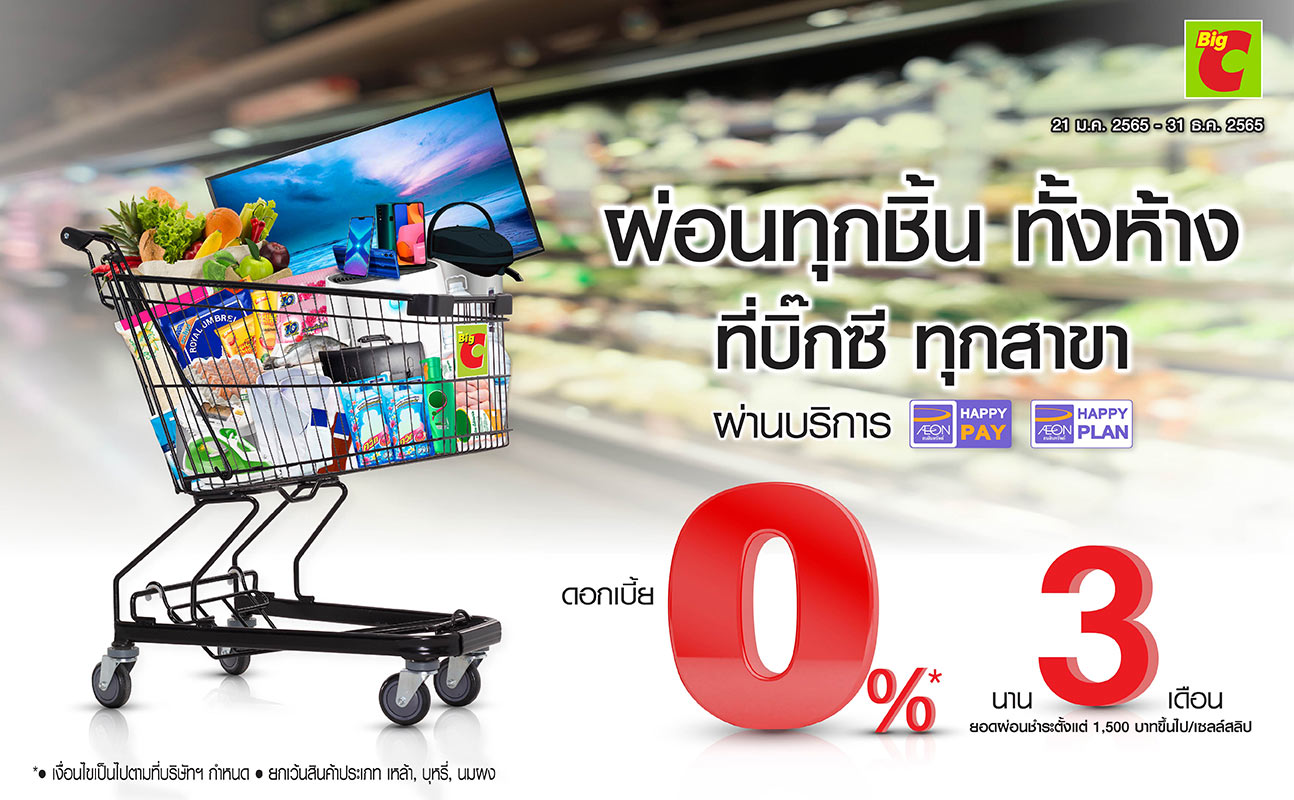 Big C
21 ม.ค. 2565 - 31 ธ.ค. 2565
ผ่อนทุกชิ้น ทั้งห้าง
ที่บิ๊กซี ทุกสาขา
ผ่านบริการ ÆON HAPPY PAY ÆON HAPPY PLAN
ROYAL UMBRELLA
Big C
ดอกเบี้ย 0%* นาน 3 เดือน
ยอดผ่อนชำระตั้งแต่ 1,500 บาทขึ้นไป/เซลล์สลิป
*● เงื่อนไขเป็นไปตามที่บริษัทฯ กำหนด ● ยกเว้นสินค้าประเภท เหล้า, บุหรี่, นมผง